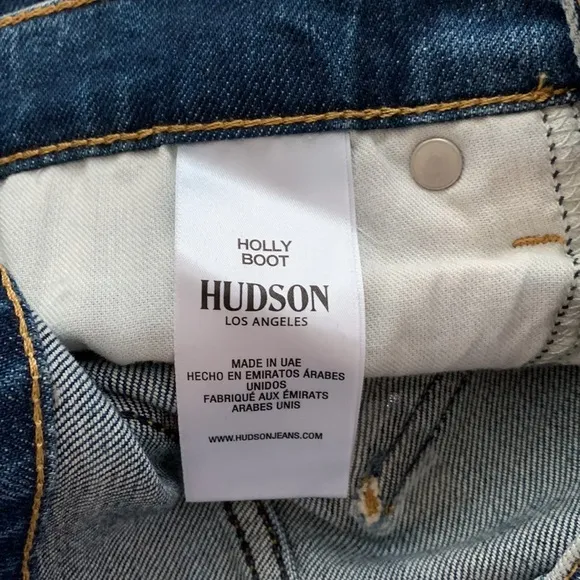 HOLLY
BOOT
HUDSON
LOS ANGELES
MADE IN UAE
HECHO EN EMIRATOS ÁRABES
UNIDOS
FABRIQUÉ AUX ÉMIRATS
ARABES UNIS
WWW.HUDSONJEANS.COM